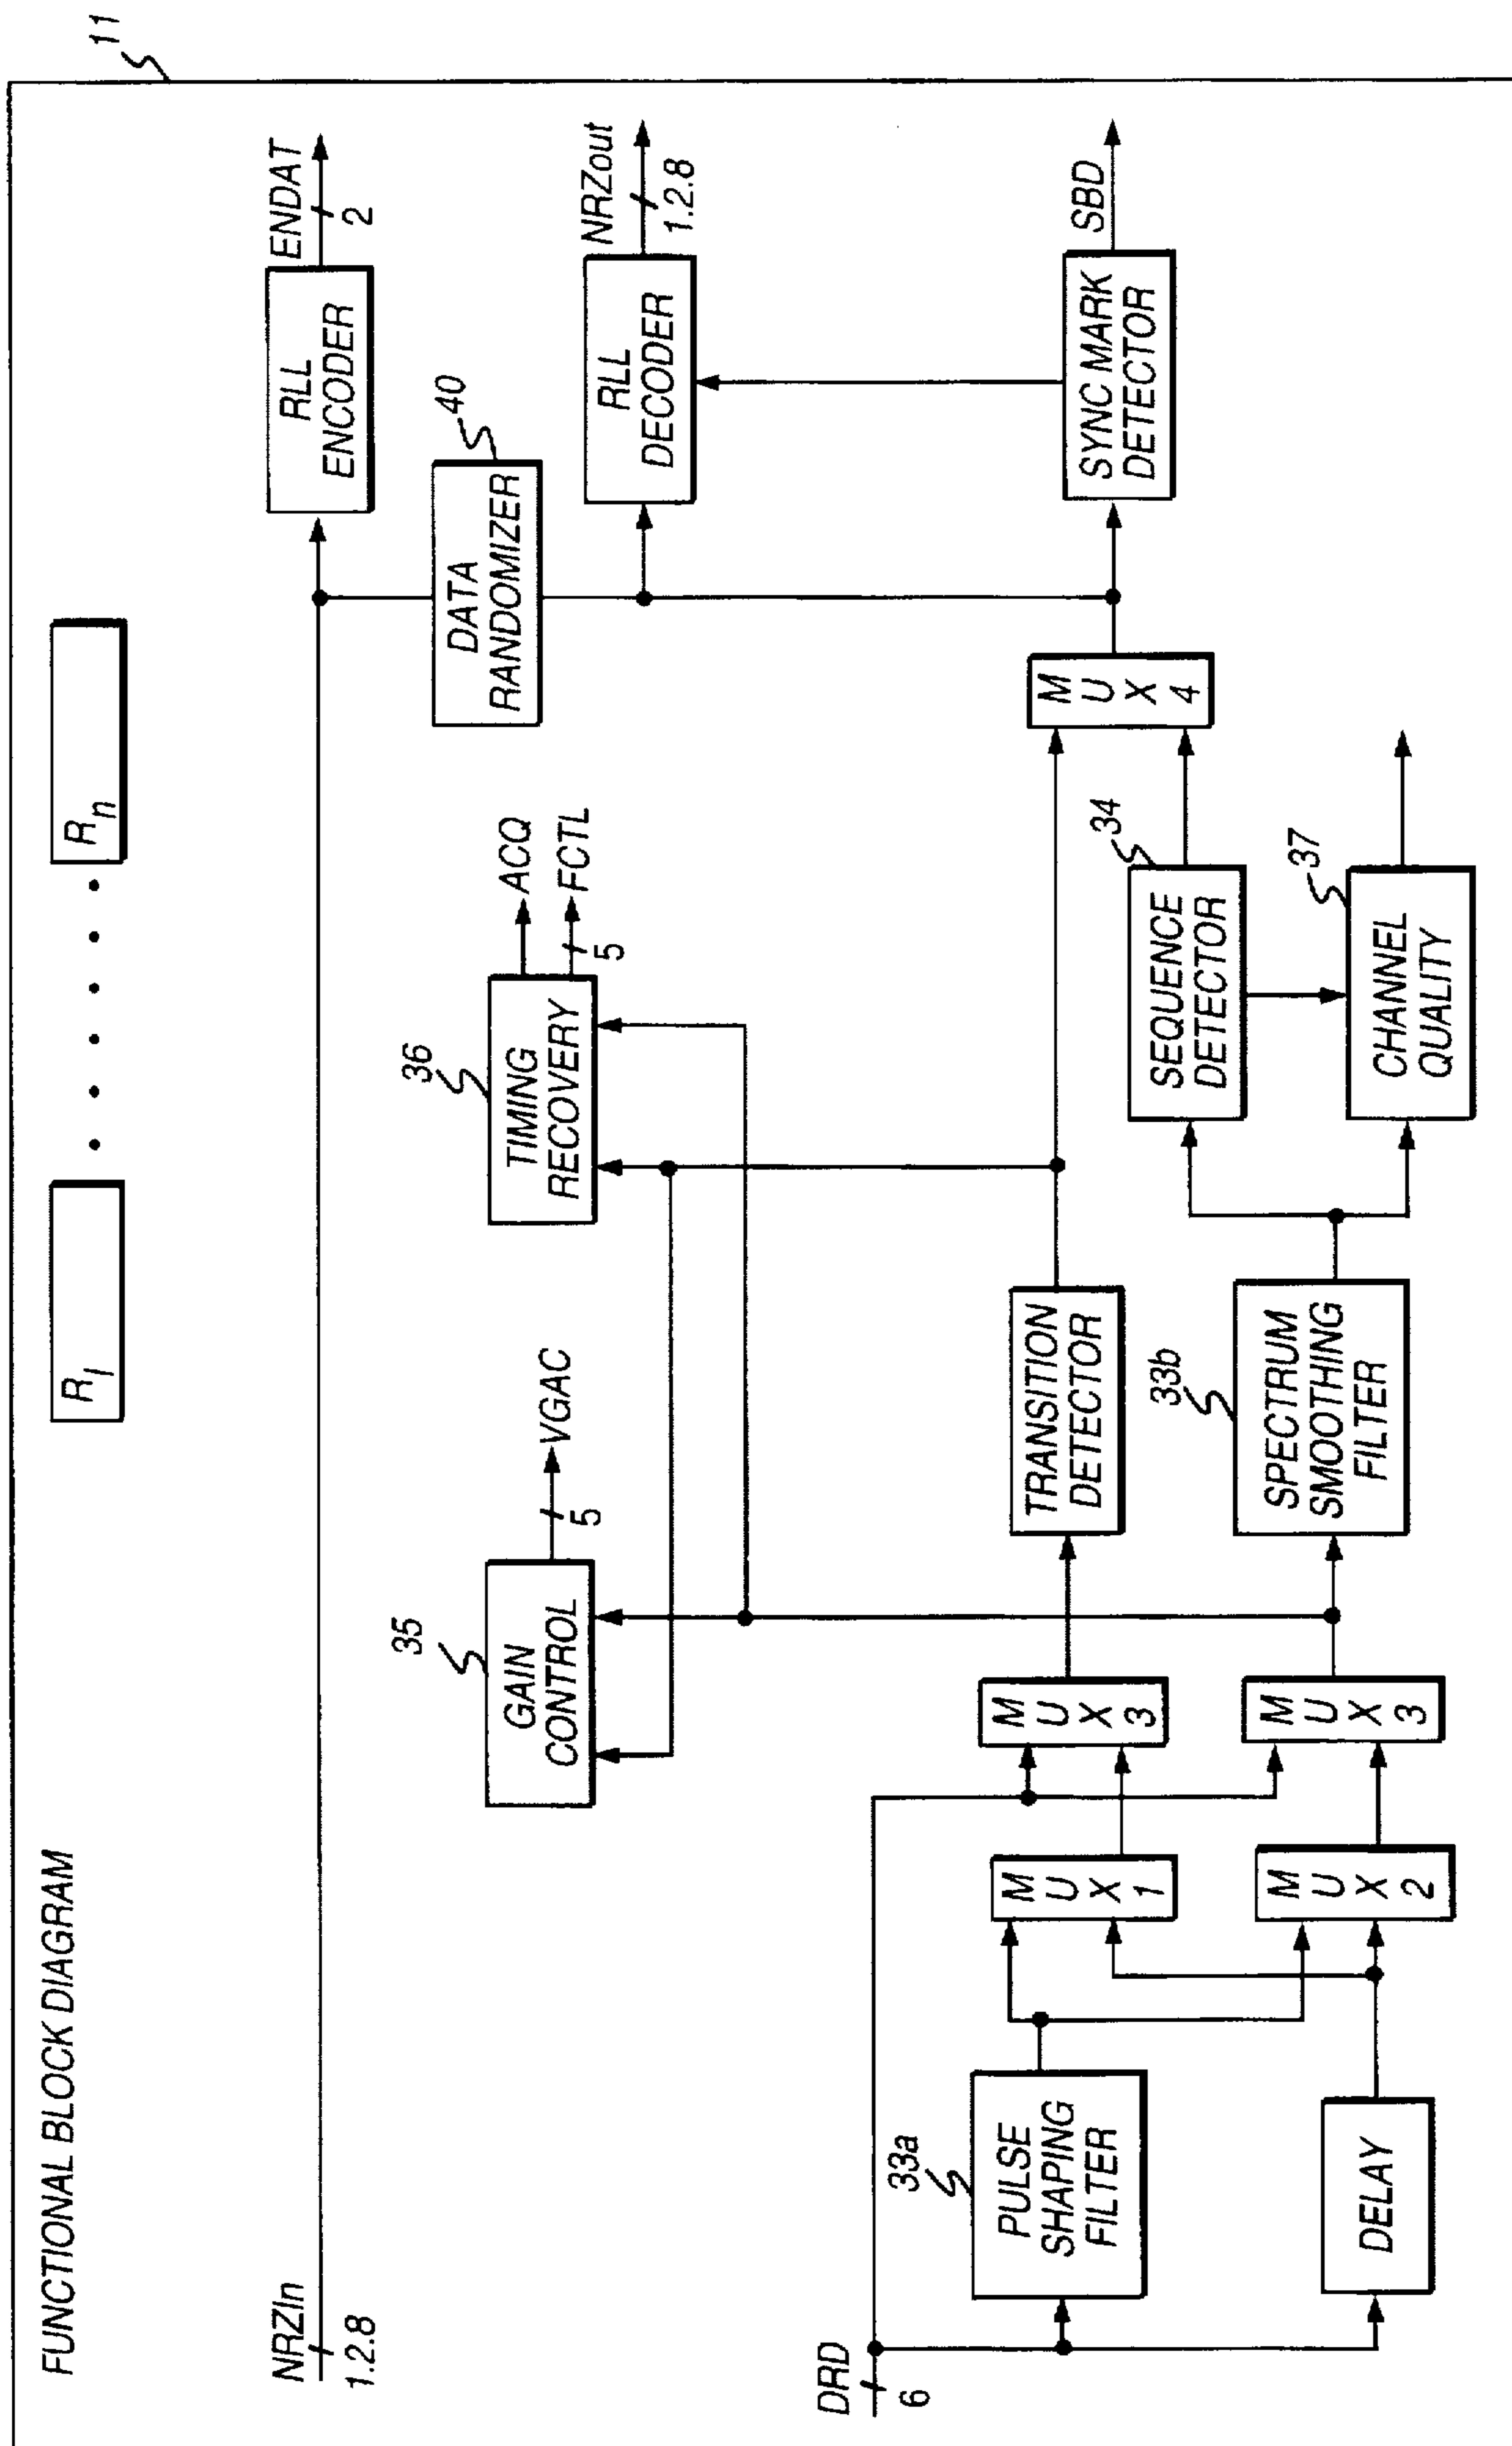 FUNCTIONAL BLOCK DIAGRAM
11
R1
Rn
NRZIn
1.2.8
RLL
ENCODER
ENDAT
2
DATA
RANDOMIZER
40
35
GAIN
CONTROL
VGAC
5
36
TIMING
RECOVERY
ACQ
FCTL
5
RLL
DECODER
NRZout
1.2.8
DRD
6
33a
PULSE
SHAPING
FILTER
DELAY
MUX
1
MUX
2
MUX
3
MUX
3
TRANSITION
DETECTOR
33b
SPECTRUM
SMOOTHING
FILTER
34
SEQUENCE
DETECTOR
37
CHANNEL
QUALITY
MUX
4
SYNC MARK
DETECTOR
SBD